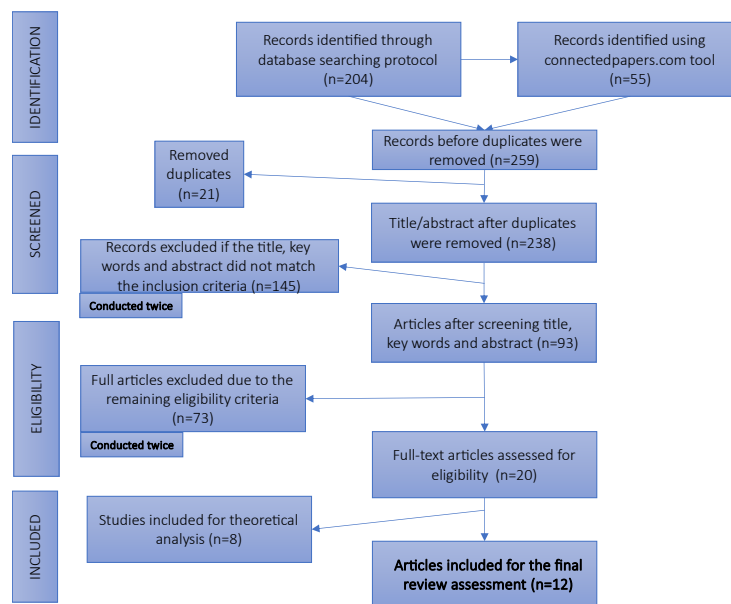 IDENTIFICATION
Records identified through
database searching protocol
(n=204)
Records identified using
connectedpapers.com tool
(n=55)
Records before duplicates were
removed (n=259)
SCREENED
Removed
duplicates
(n=21)
Title/abstract after duplicates
were removed (n=238)
Records excluded if the title, key
words and abstract did not match
the inclusion criteria (n=145)
Conducted twice
Articles after screening title,
key words and abstract (n=93)
ELIGIBILITY
Full articles excluded due to the
remaining eligibility criteria
(n=73)
Conducted twice
Full-text articles assessed for
eligibility (n=20)
INCLUDED
Studies included for theoretical
analysis (n=8)
Articles included for the final
review assessment (n=12)